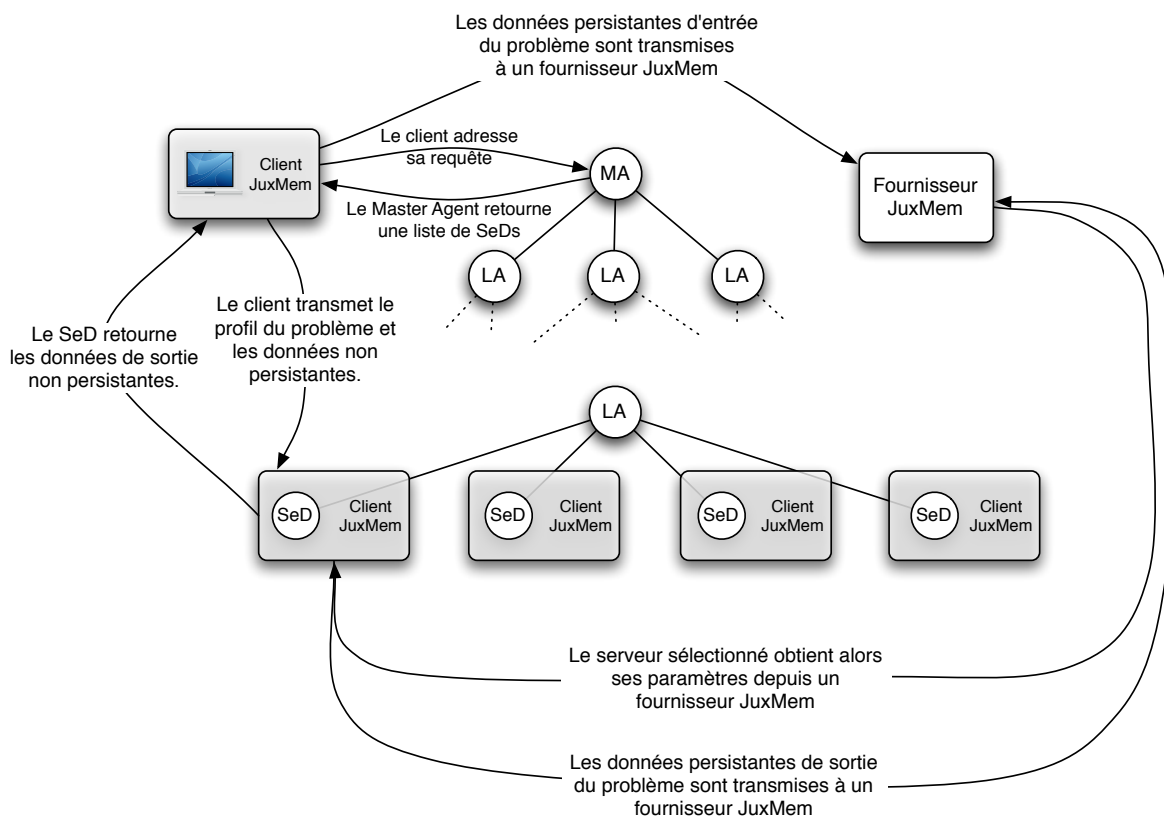 Les données persistantes d'entrée
du problème sont transmises
à un fournisseur JuxMem
Client
JuxMem
Le client adresse
sa requête
MA
Fournisseur
JuxMem
Le Master Agent retourne
une liste de SeDs
LA
LA
LA
Le SeD retourne
les données de sortie
non persistantes.
Le client transmet le
profil du problème et
les données non
persistantes.
LA
SeD
Client
JuxMem
SeD
Client
JuxMem
SeD
Client
JuxMem
SeD
Client
JuxMem
Le serveur sélectionné obtient alors
ses paramètres depuis un
fournisseur JuxMem
Les données persistantes de sortie
du problème sont transmises à un
fournisseur JuxMem